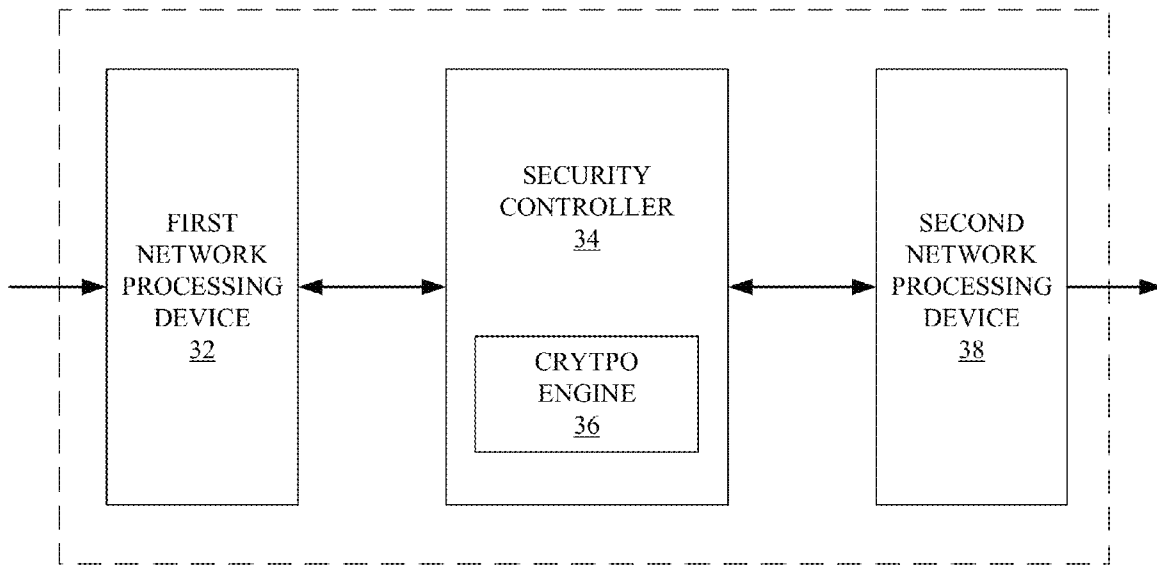 FIRST
NETWORK
PROCESSING
DEVICE
32
SECURITY
CONTROLLER
34
CRYTPO
ENGINE
36
SECOND
NETWORK
PROCESSING
DEVICE
38